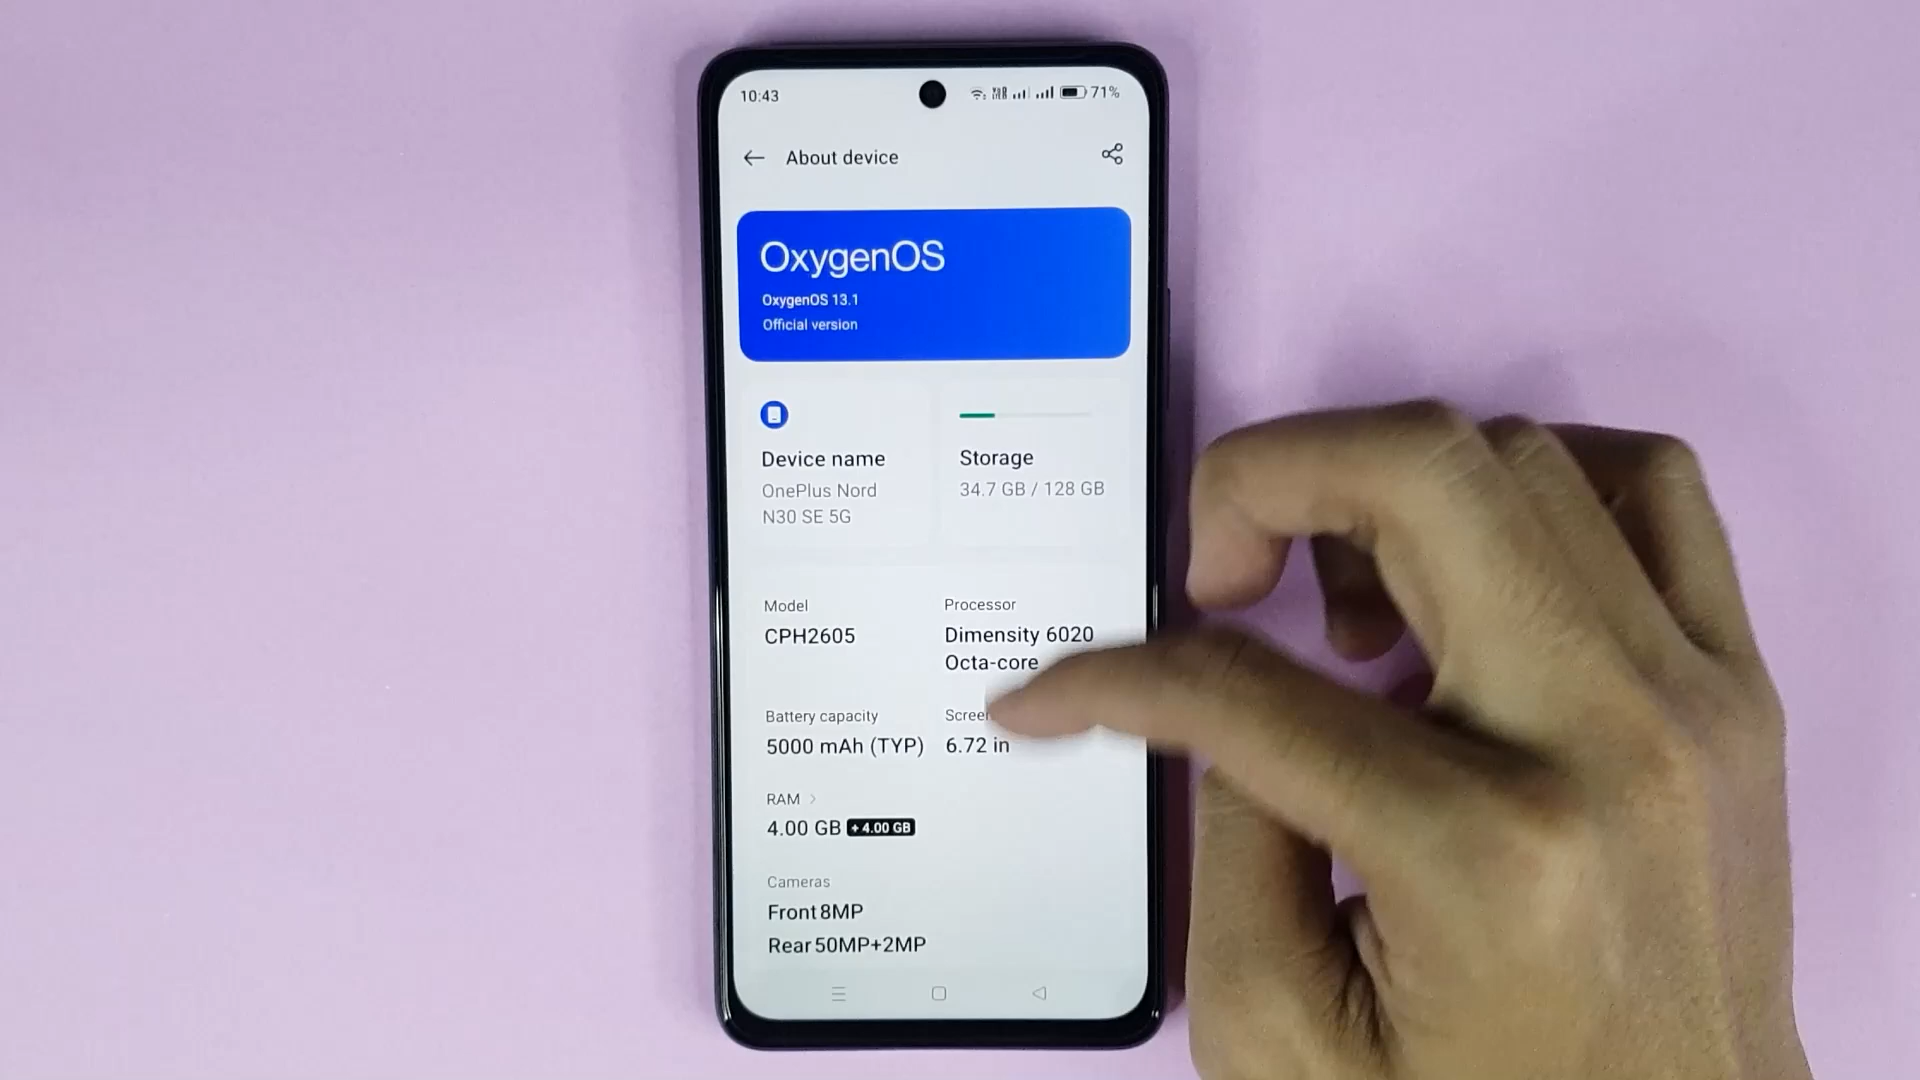 10:43
71%
About device
OxygenOS
OxygenOS 13.1
Official version
Device name
OnePlus Nord
N30 SE 5G
Storage
34.7 GB / 128 GB
Model
CPH2605
Processor
Dimensity 6020
Octa-core
Battery capacity
5000 mAh (TYP)
6.72 in
RAM
4.00 GB + 4.00 GB
Cameras
Front 8MP
Rear 50MP+2MP